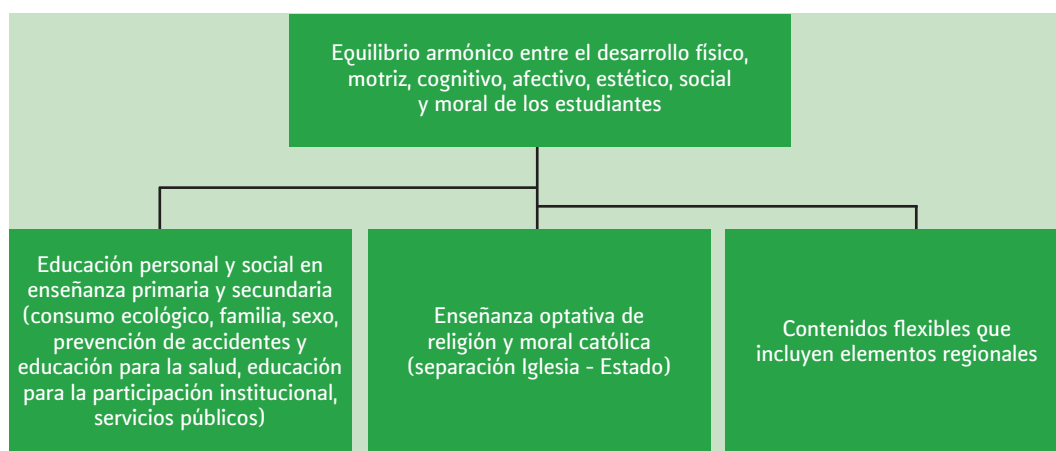 Equilibrio armónico entre el desarrollo físico,
motriz, cognitivo, afectivo, estético, social
y moral de los estudiantes
Educación personal y social en
enseñanza primaria y secundaria
(consumo ecológico, familia, sexo,
prevención de accidentes y
educación para la salud, educación
para la participación institucional,
servicios públicos)
Enseñanza optativa de
religión y moral católica
(separación Iglesia - Estado)
Contenidos flexibles que
incluyen elementos regionales